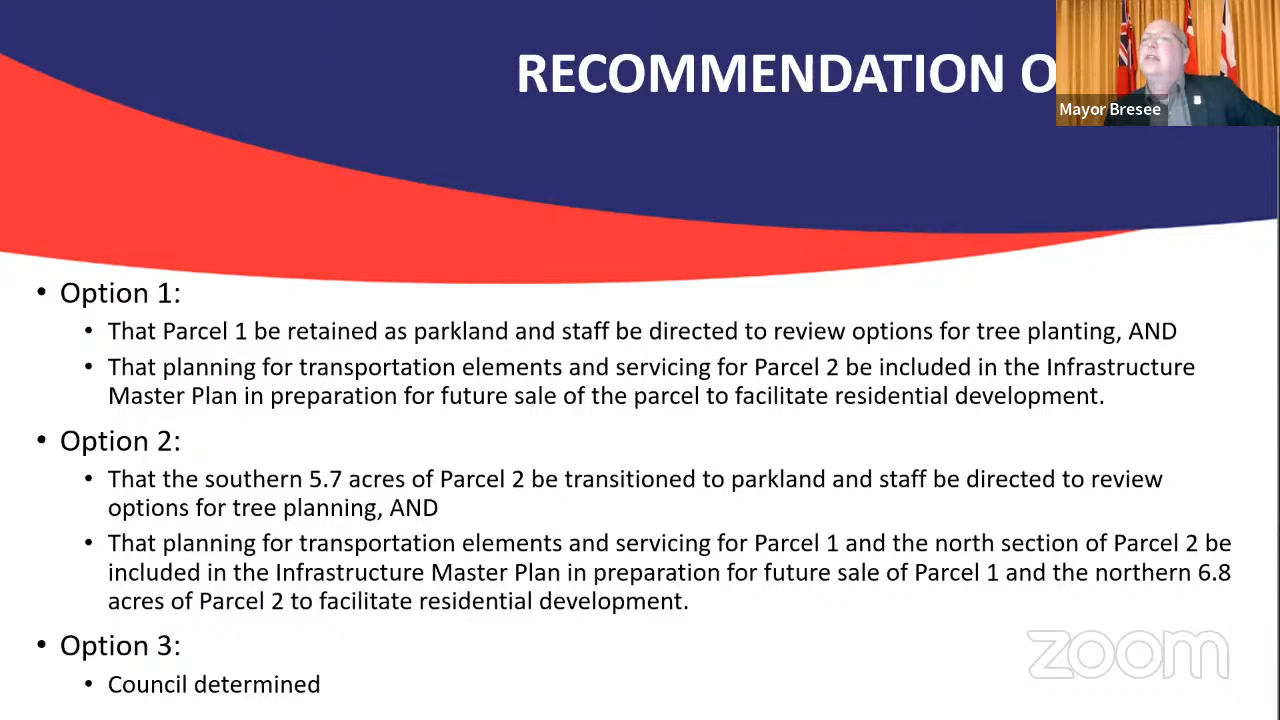 RECOMMENDATION O
Mayor Bresee
• Option 1:
• That Parcel 1 be retained as parkland and staff be directed to review options for tree planting, AND
• That planning for transportation elements and servicing for Parcel 2 be included in the Infrastructure
Master Plan in preparation for future sale of the parcel to facilitate residential development.
• Option 2:
• That the southern 5.7 acres of Parcel 2 be transitioned to parkland and staff be directed to review
options for tree planning, AND
• That planning for transportation elements and servicing for Parcel 1 and the north section of Parcel 2 be
included in the Infrastructure Master Plan in preparation for future sale of Parcel 1 and the northern 6.8
acres of Parcel 2 to facilitate residential development.
• Option 3:
• Council determined
zoom